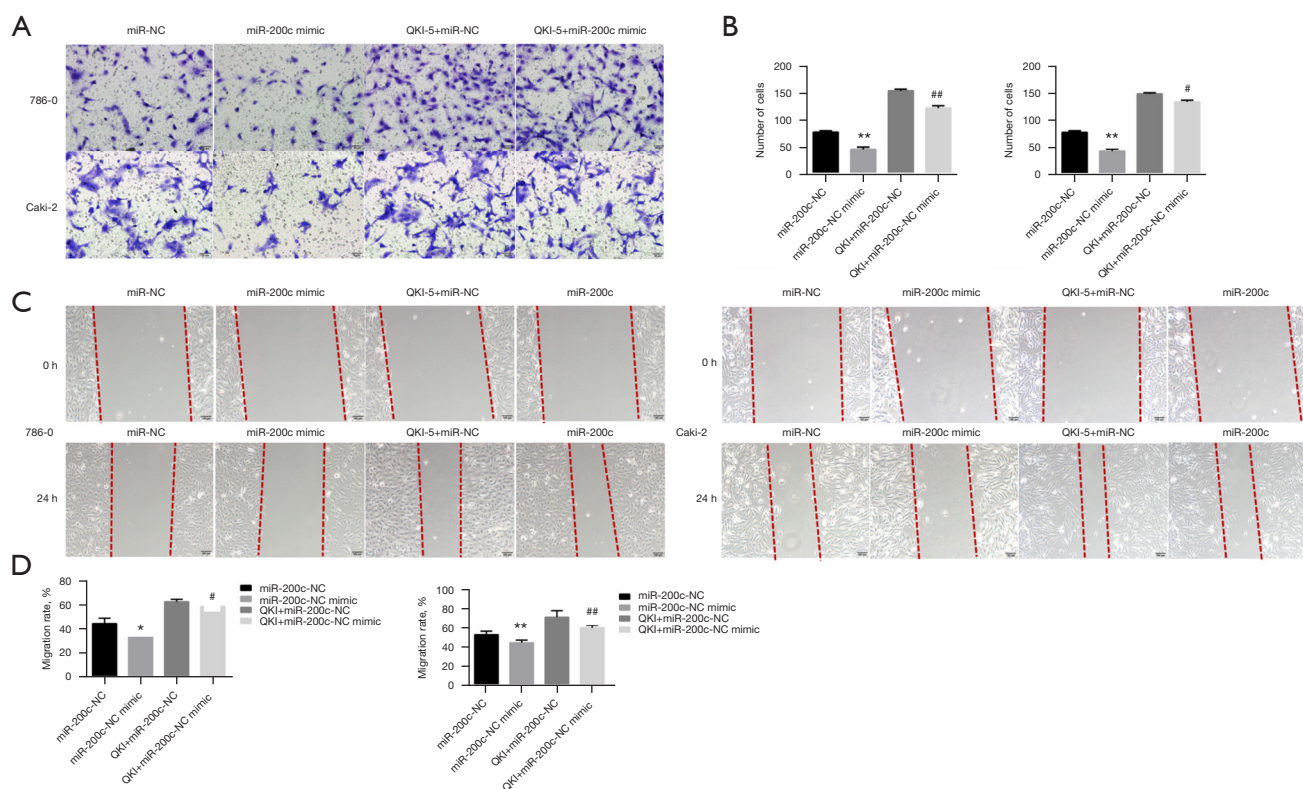 A
miR-NC
miR-200c mimic
QKI-5+miR-NC
QKI-5+miR-200c mimic
786-0
Caki-2
B
Number of cells
200
150
100
50
0
**
##
miR-200c-NC
miR-200c-NC mimic
QKI+miR-200c-NC
QKI+miR-200c-NC mimic
Number of cells
200
150
100
50
0
**
#
miR-200c-NC
miR-200c-NC mimic
QKI+miR-200c-NC
QKI+miR-200c-NC mimic
C
miR-NC
miR-200c mimic
QKI-5+miR-NC
miR-200c
0 h
786-0
miR-NC
miR-200c mimic
QKI-5+miR-NC
miR-200c
24 h
miR-NC
miR-200c mimic
QKI-5+miR-NC
miR-200c
0 h
Caki-2
miR-NC
miR-200c mimic
QKI-5+miR-NC
miR-200c
24 h
D
Migration rate, %
80
60
40
20
0
*
#
miR-200c-NC
miR-200c-NC mimic
QKI+miR-200c-NC
QKI+miR-200c-NC mimic
miR-200c-NC
miR-200c-NC mimic
QKI+miR-200c-NC
QKI+miR-200c-NC mimic
Migration rate, %
100
80
60
40
20
0
**
##
miR-200c-NC
miR-200c-NC mimic
QKI+miR-200c-NC
QKI+miR-200c-NC mimic
miR-200c-NC
miR-200c-NC mimic
QKI+miR-200c-NC
QKI+miR-200c-NC mimic